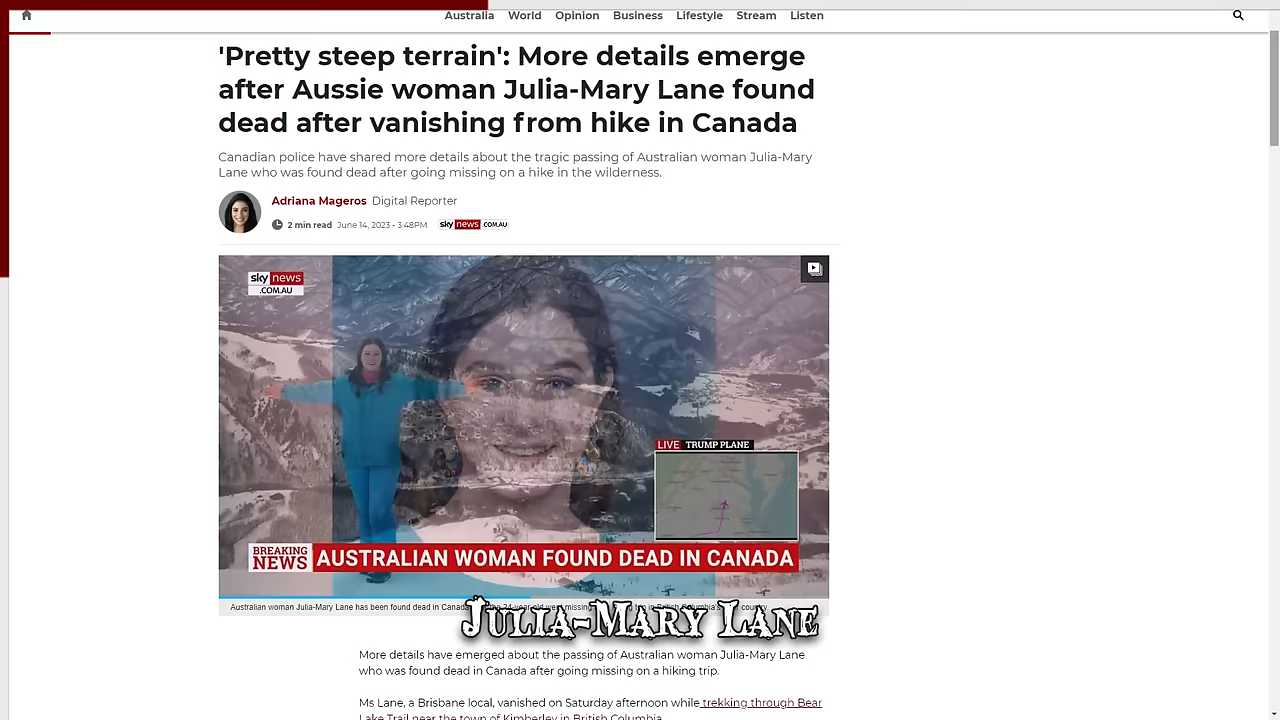 Australia World Opinion Business Lifestyle Stream Listen
'Pretty steep terrain': More details emerge
after Aussie woman Julia-Mary Lane found
dead after vanishing from hike in Canada
Canadian police have shared more details about the tragic passing of Australian woman Julia-Mary
Lane who was found dead after going missing on a hike in the wilderness.
Adriana Mageros Digital Reporter
2 min read June 14, 2023 - 3:48PM sky news .COM.AU
sky news
.COM.AU
LIVE TRUMP PLANE
BREAKING
NEWS
AUSTRALIAN WOMAN FOUND DEAD IN CANADA
Australian woman Julia-Mary Lane has been found dead in Canada
Julia-Mary Lane
More details have emerged about the passing of Australian woman Julia-Mary Lane
who was found dead in Canada after going missing on a hiking trip.
Ms Lane, a Brisbane local, vanished on Saturday afternoon while trekking through Bear
Lake Trail near the town of Kimberley in British Columbia.